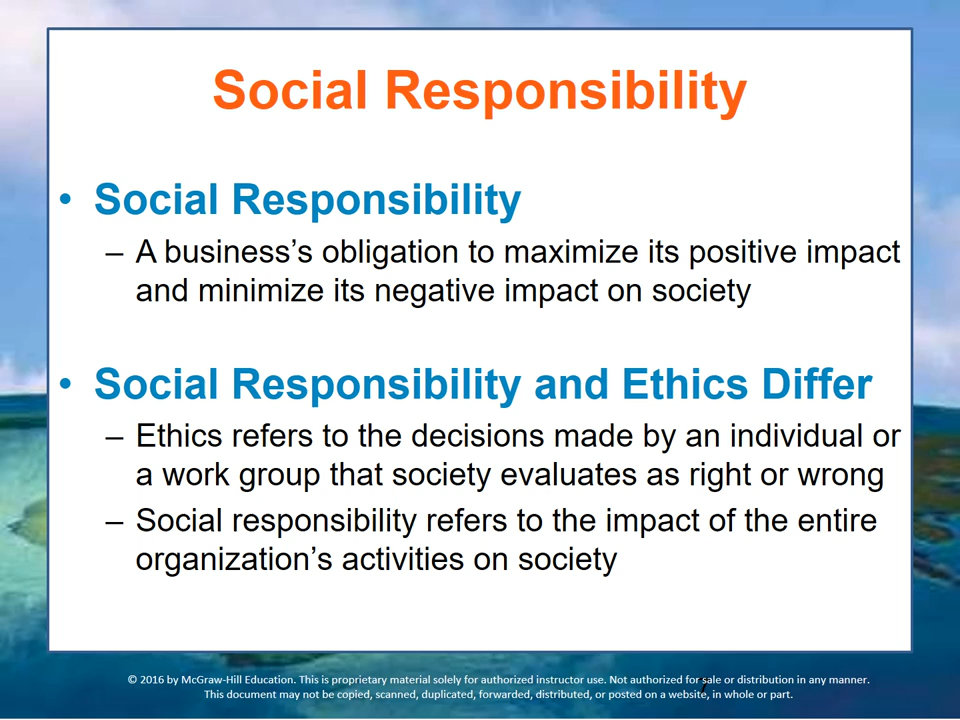 Social Responsibility
• Social Responsibility
– A business’s obligation to maximize its positive impact
and minimize its negative impact on society
• Social Responsibility and Ethics Differ
– Ethics refers to the decisions made by an individual or
a work group that society evaluates as right or wrong
– Social responsibility refers to the impact of the entire
organization’s activities on society
© 2016 by McGraw-Hill Education. This is proprietary material solely for authorized instructor use. Not authorized for sale or distribution in any manner.
This document may not be copied, scanned, duplicated, forwarded, distributed, or posted on a website, in whole or part.